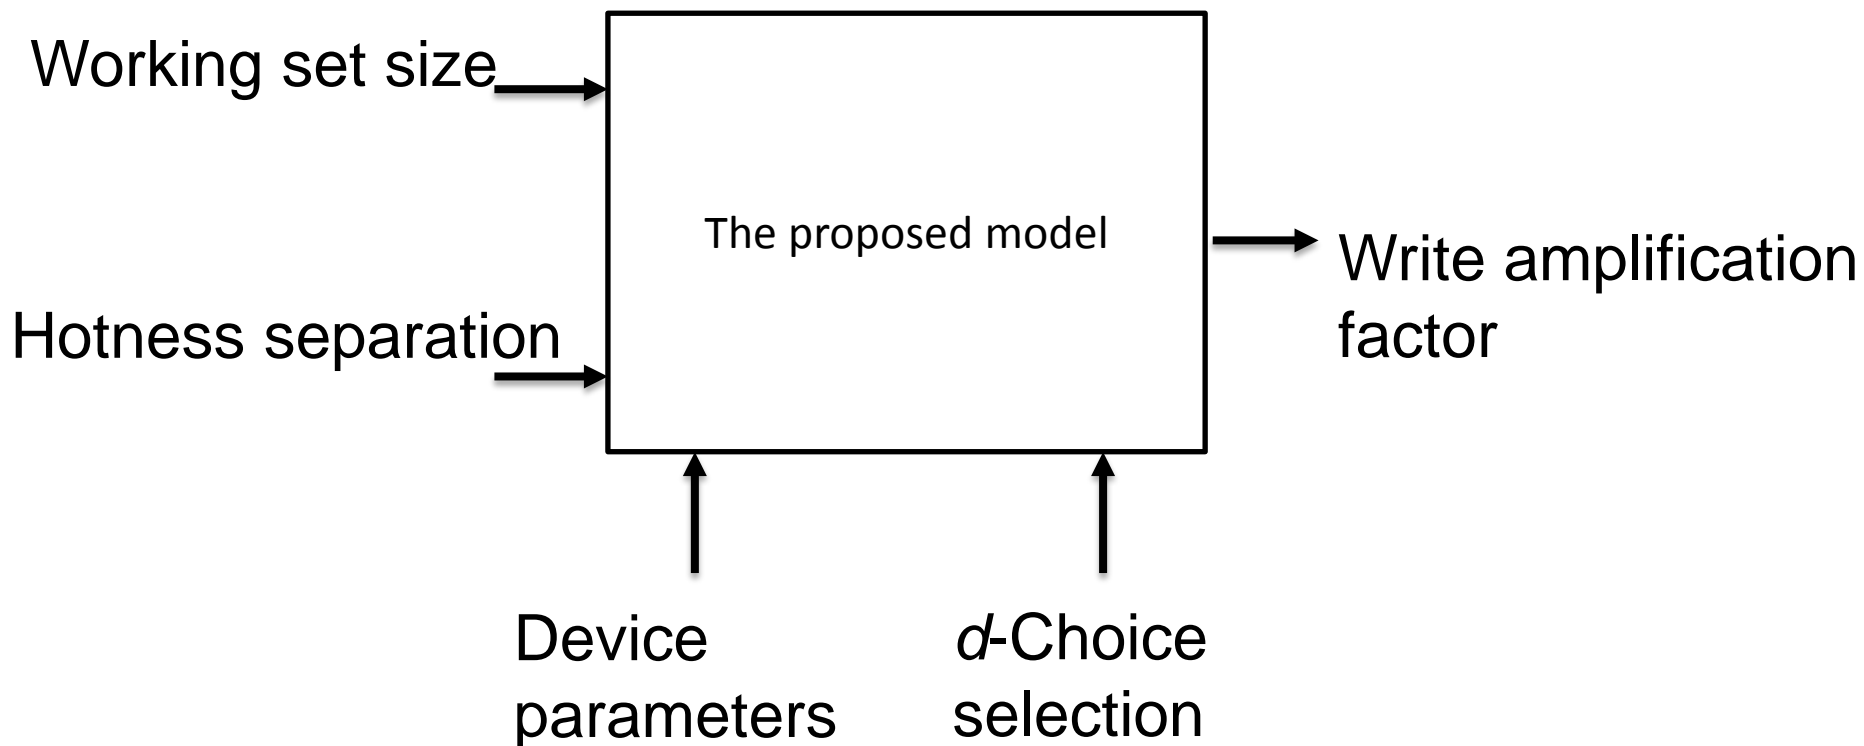 Working set size
The proposed model
Write amplification
factor
Hotness separation
Device
parameters
d-Choice
selection